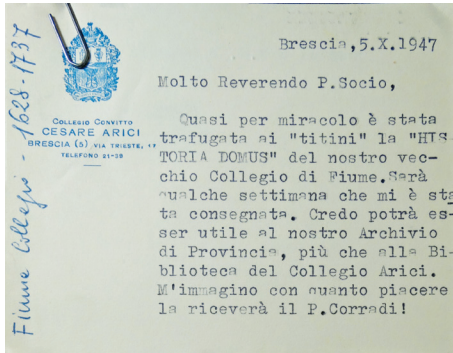 Fiume Collegio - 1628-1737
COLLEGIO CONVITTO
CESARE ARICI
BRESCIA (5) VIA TRIESTE, 17
TELEFONO 21-28
Brescia,5.X.1947
Molto Reverendo P.Socio,
Quasi per miracolo è stata
trafugata ai "titini" la "HIS
TORIA DOMUS" del nostro vec-
chio Collegio di Fiume.Sarà
qualche settimana che mi è sta
ta consegnata. Credo potrà es-
ser utile al nostro Archivio
di Provincia, più che alla Bi-
blioteca del Collegio Arici.
M'immagino con quanto piacere
la riceverà il P.Corradi!